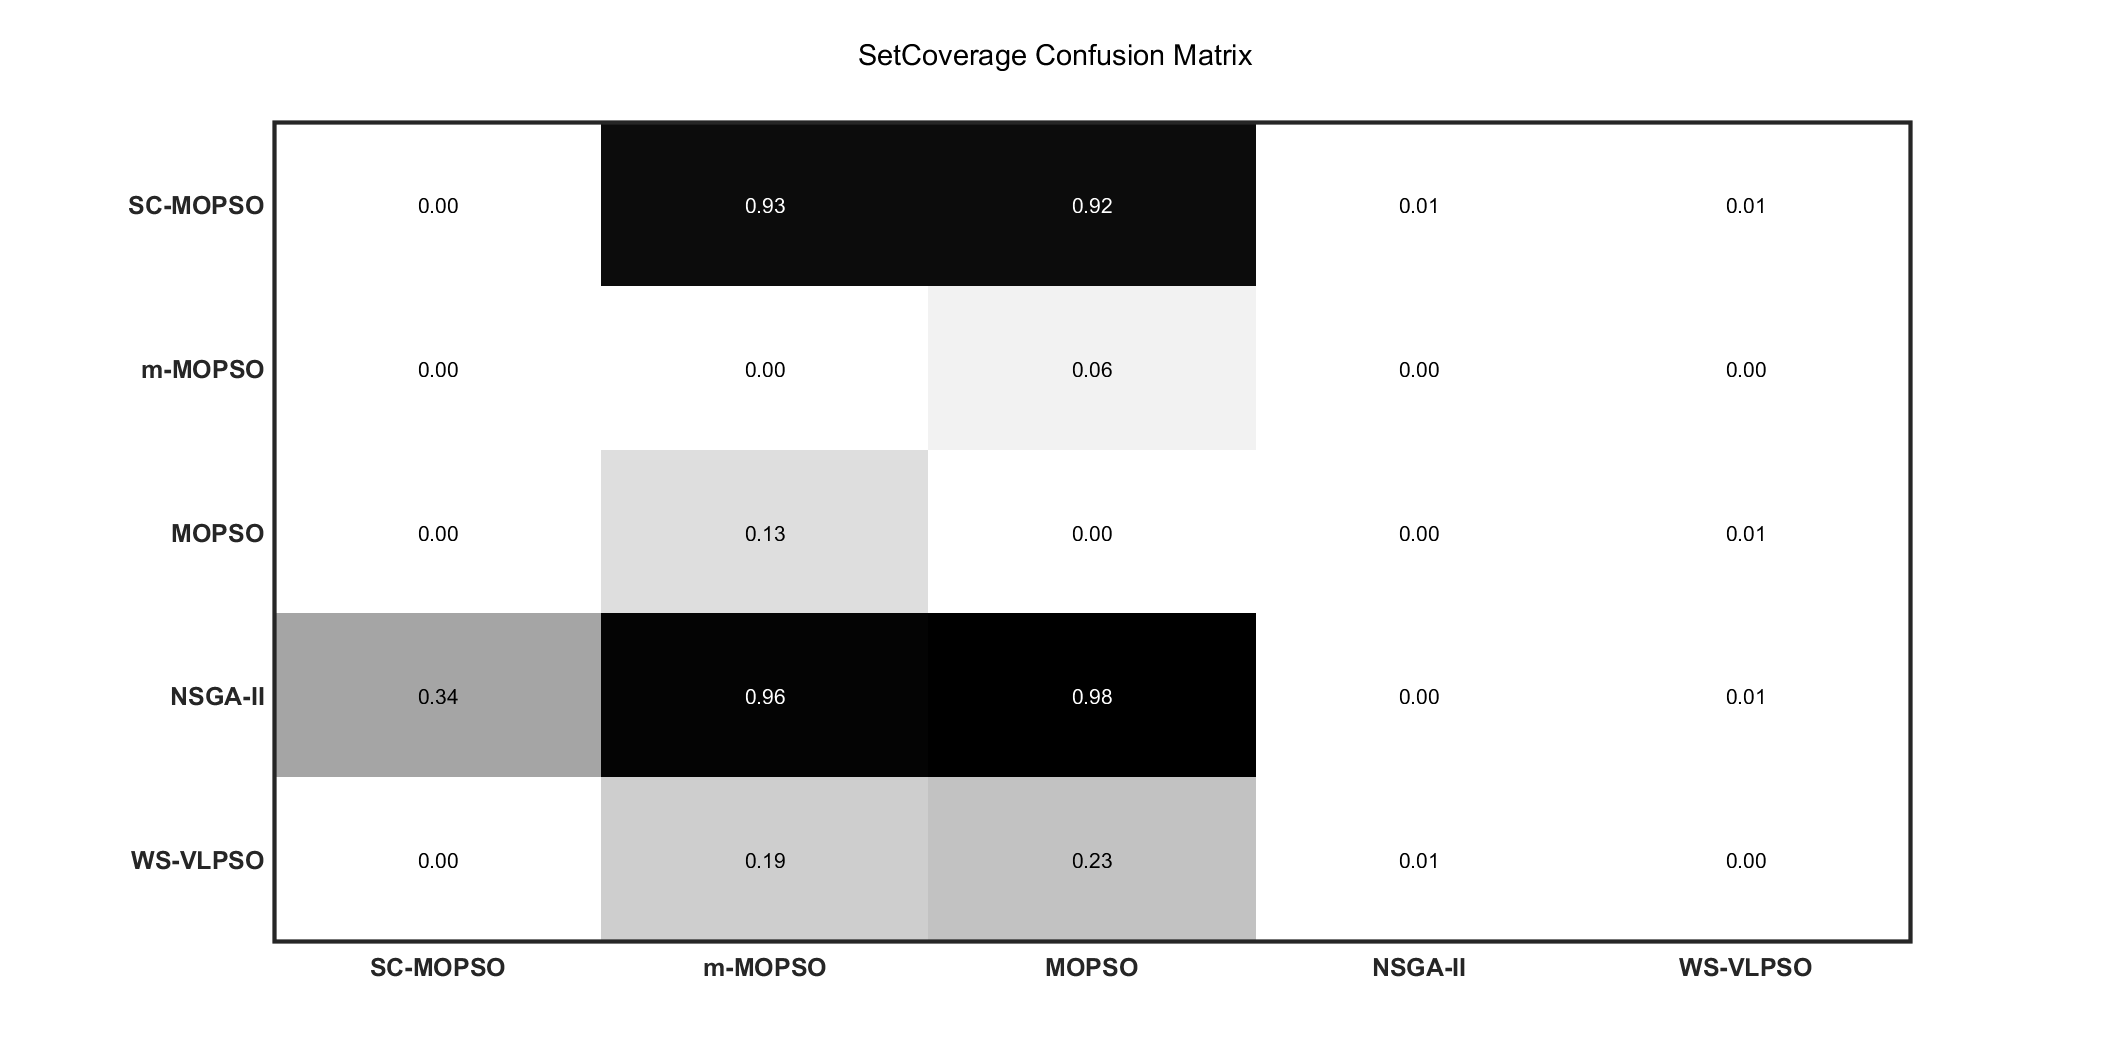 SetCoverage Confusion Matrix
SC-MOPSO 0.00 0.93 0.92 0.01 0.01
m-MOPSO 0.00 0.00 0.06 0.00 0.00
MOPSO 0.00 0.13 0.00 0.00 0.01
NSGA-II 0.34 0.96 0.98 0.00 0.01
WS-VLPSO 0.00 0.19 0.23 0.01 0.00
SC-MOPSO m-MOPSO MOPSO NSGA-II WS-VLPSO